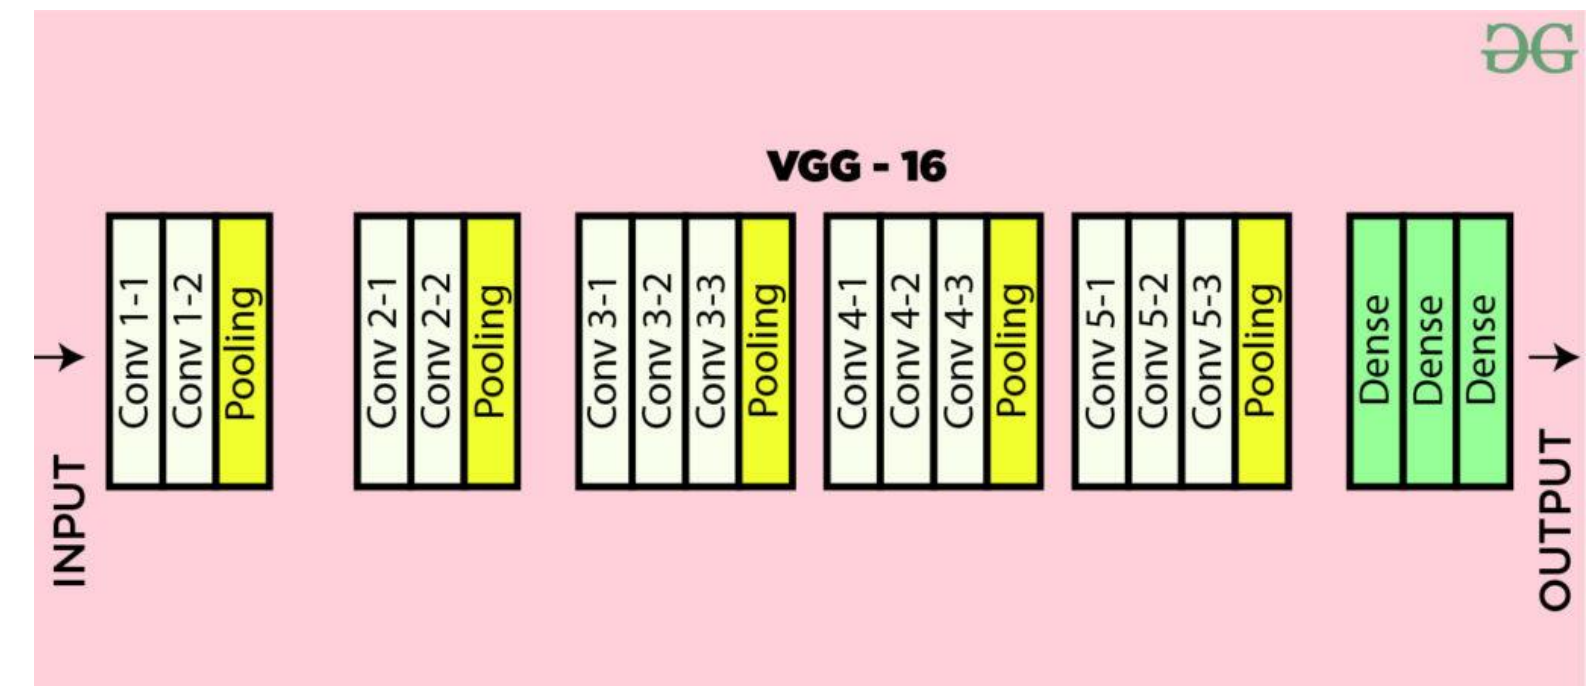 VGG - 16
INPUT
Conv 1-1
Conv 1-2
Pooling
Conv 2-1
Conv 2-2
Pooling
Conv 3-1
Conv 3-2
Conv 3-3
Pooling
Conv 4-1
Conv 4-2
Conv 4-3
Pooling
Conv 5-1
Conv 5-2
Conv 5-3
Pooling
Dense
Dense
Dense
OUTPUT